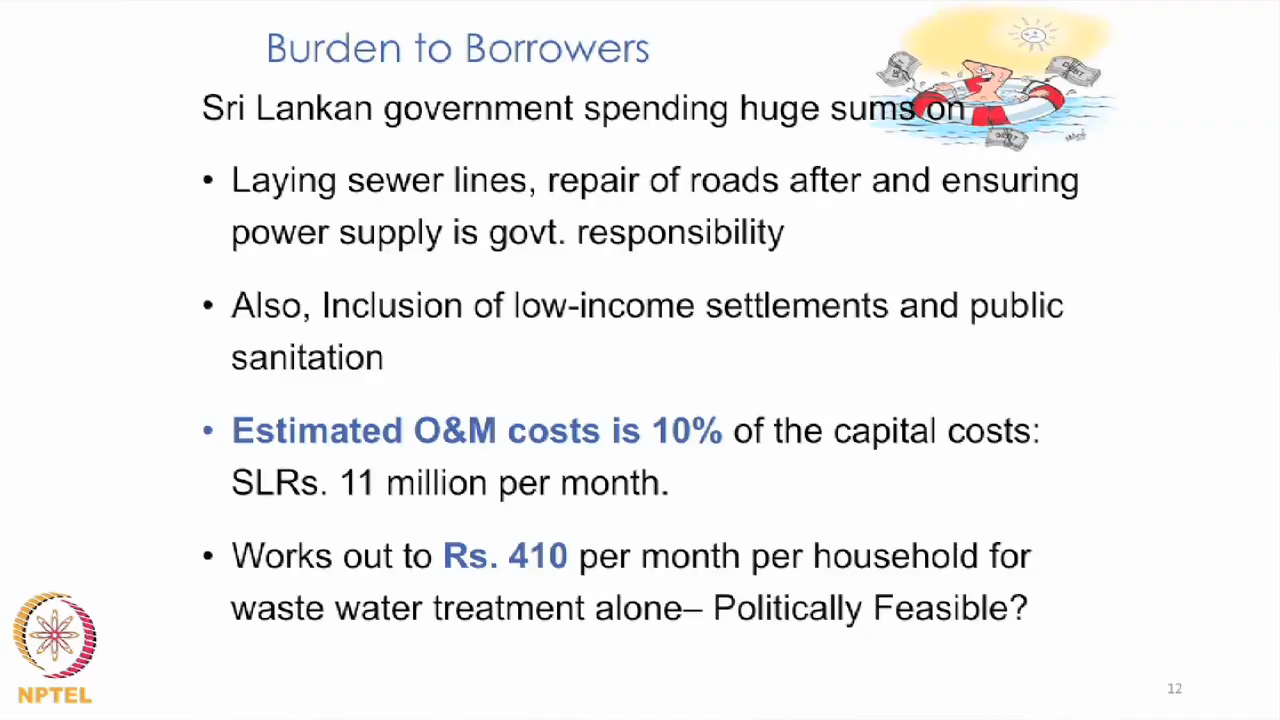 Burden to Borrowers
Sri Lankan government spending huge sums on
• Laying sewer lines, repair of roads after and ensuring
power supply is govt. responsibility
• Also, Inclusion of low-income settlements and public
sanitation
• Estimated O&M costs is 10% of the capital costs:
SLRs. 11 million per month.
• Works out to Rs. 410 per month per household for
waste water treatment alone– Politically Feasible?
DEBT
NPTEL
12